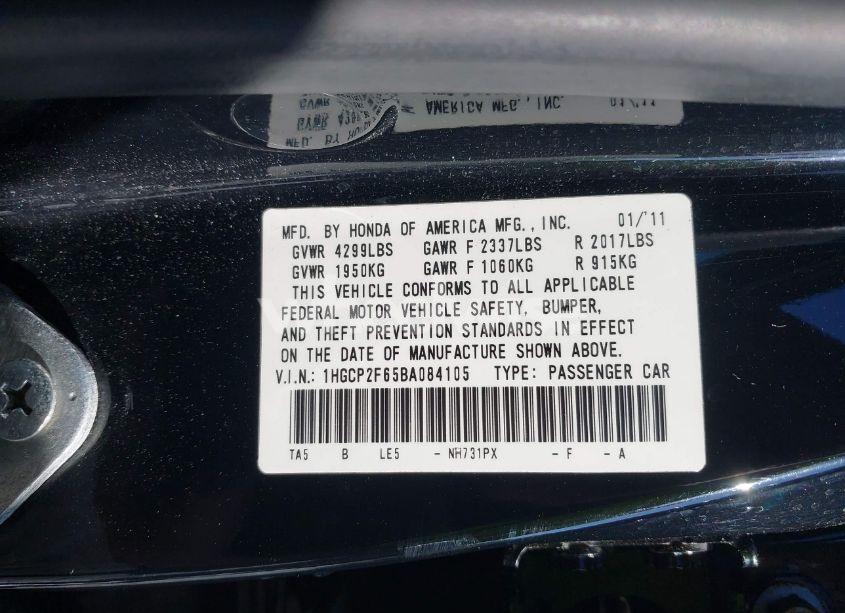 MFD. BY HONDA OF AMERICA MFG., INC. 01/'11
GVWR 4299LBS GAWR F 2337LBS R 2017LBS
GVWR 1950KG GAWR F 1060KG R 915KG
THIS VEHICLE CONFORMS TO ALL APPLICABLE
FEDERAL MOTOR VEHICLE SAFETY, BUMPER,
AND THEFT PREVENTION STANDARDS IN EFFECT
ON THE DATE OF MANUFACTURE SHOWN ABOVE.
V.I.N.: 1HGCP2F65BA084105 TYPE: PASSENGER CAR
TA5 B LE5 - NH731PX - F - A